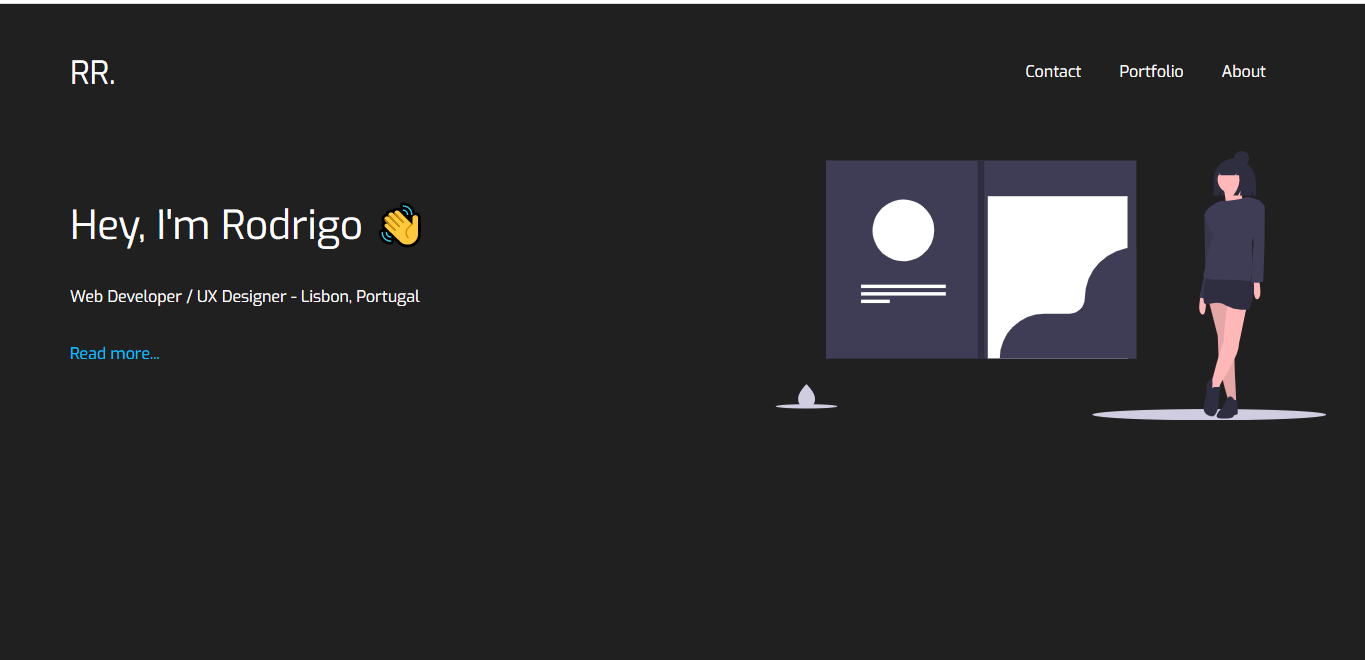 RR.
Contact Portfolio About
Hey, I'm Rodrigo 👋
Web Developer / UX Designer - Lisbon, Portugal
Read more...